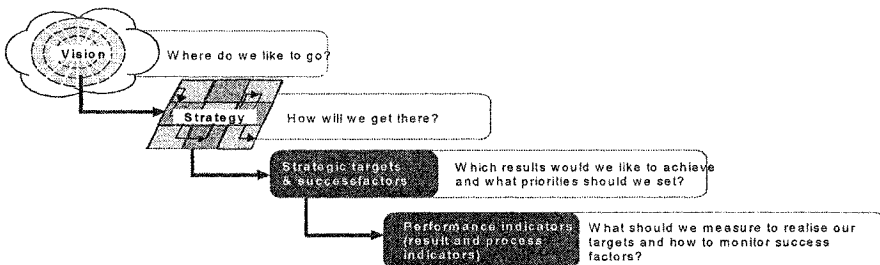 Vision
Where do we like to go?
Strategy
How will we get there?
Strategic targets
& successfactors
Which results would we like to achieve
and what priorities should we set?
Performance indicators
(result and process
indicators)
What should we measure to realise our
targets and how to monitor success
factors?